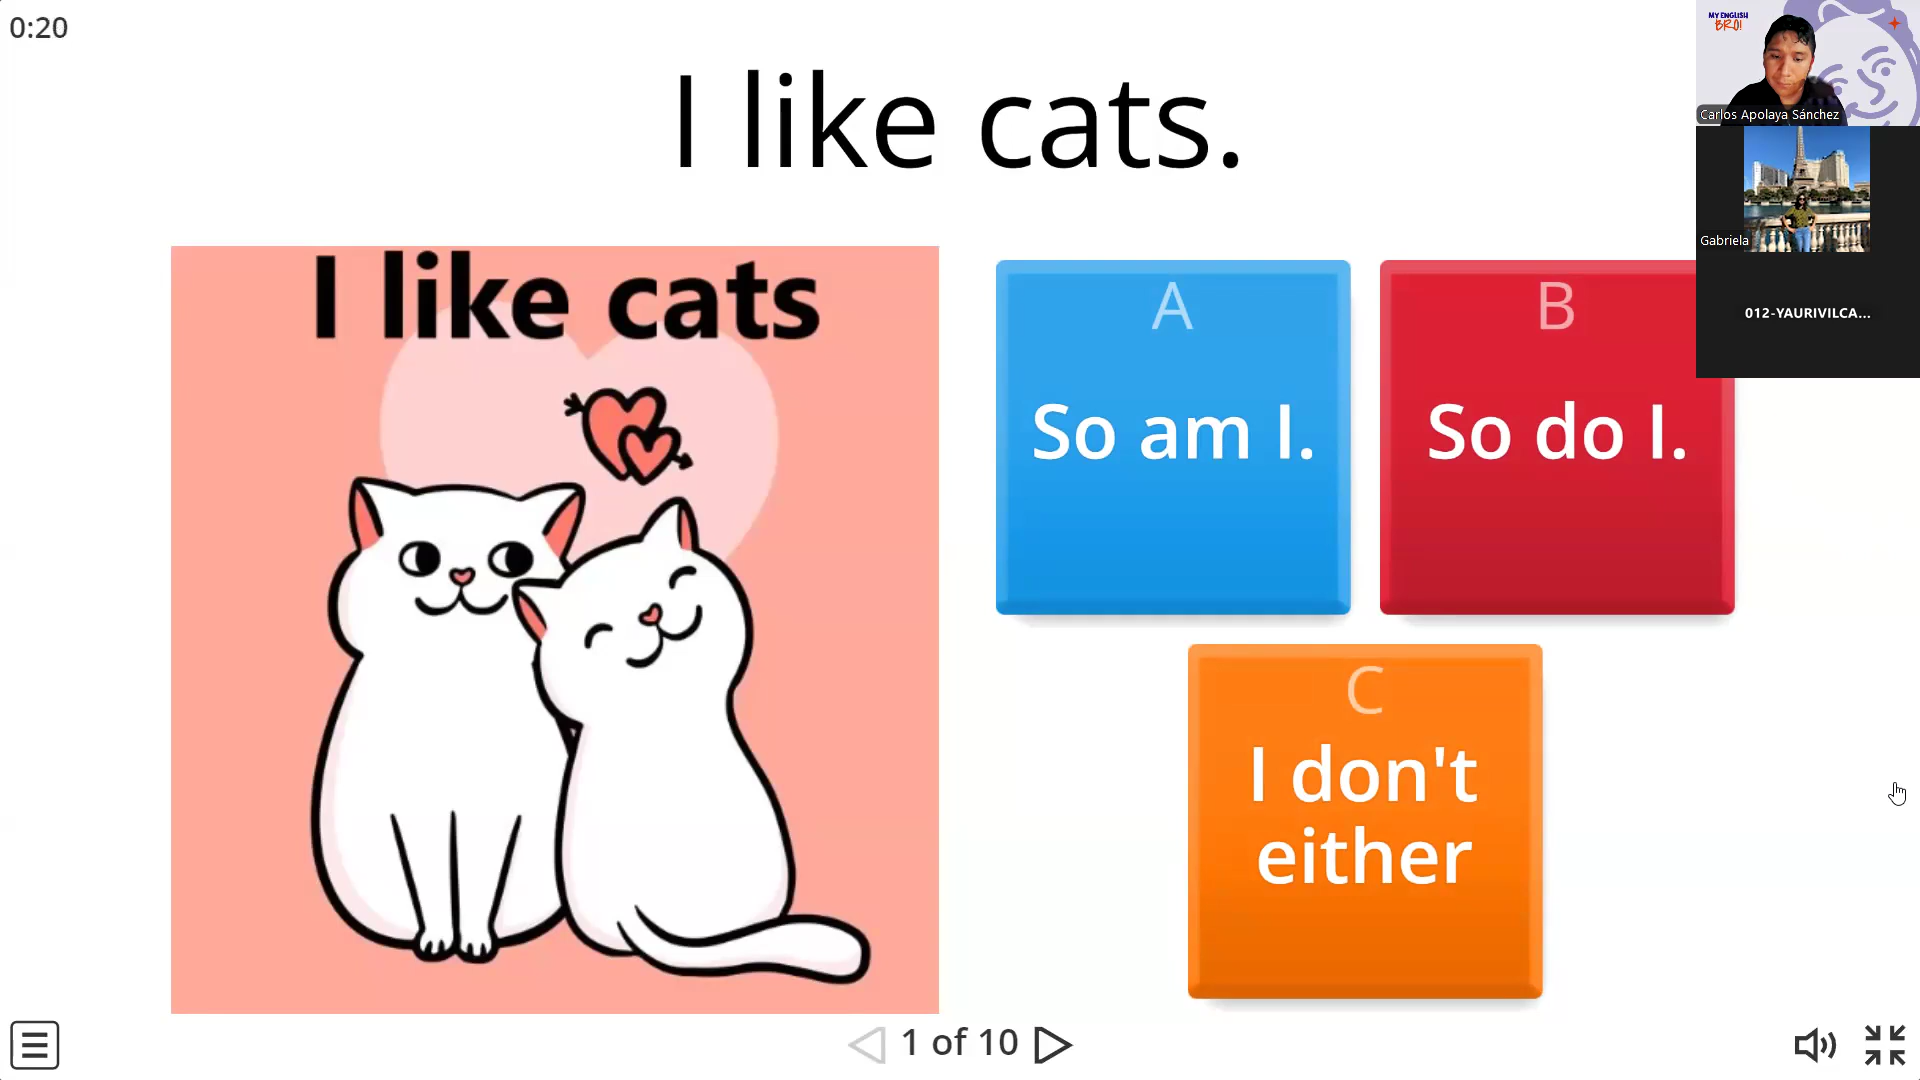 0:20
I like cats.
MY ENGLISH
BRO!
Carlos Apolaya Sánchez
Gabriela
012-YAURIVILCA...
I like cats
A
So am I.
B
So do I.
C
I don't
either
1 of 10